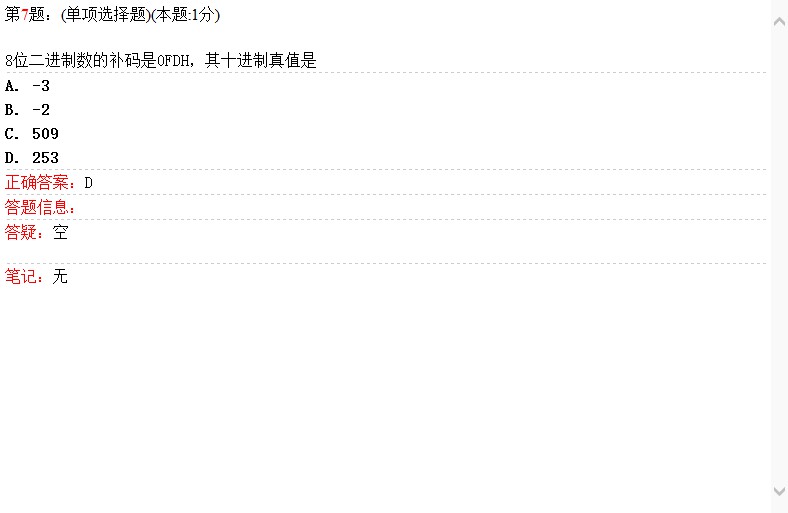 第7题：(单项选择题)(本题:1分)
8位二进制数的补码是OFDH，其十进制真值是
A. -3
B. -2
C. 509
D. 253
正确答案：D
答题信息：
答疑：空
笔记：无